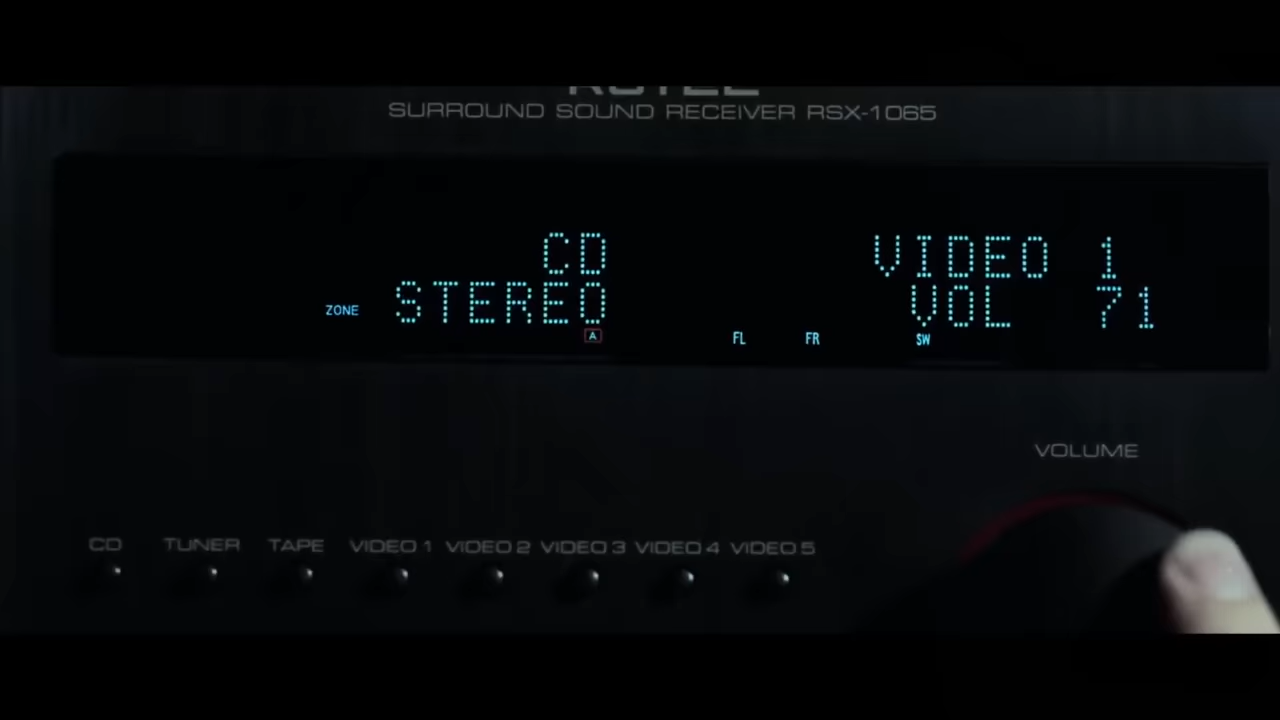 ROTEL
SURROUND SOUND RECEIVER RSX-1065
CD VIDEO 1
ZONE STEREO VOL 71
A FL FR SW
VOLUME
CD TUNER TAPE VIDEO 1 VIDEO 2 VIDEO 3 VIDEO 4 VIDEO 5